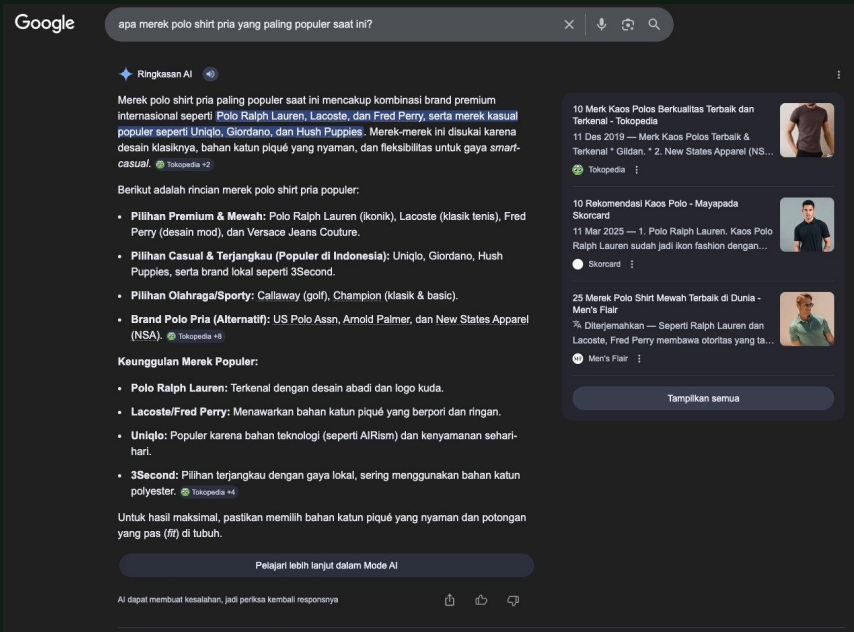 Google
apa merek polo shirt pria yang paling populer saat ini?
Ringkasan AI
Merek polo shirt pria paling populer saat ini mencakup kombinasi brand premium
internasional seperti Polo Ralph Lauren, Lacoste, dan Fred Perry, serta merek kasual
populer seperti Uniqlo, Giordano, dan Hush Puppies. Merek-merek ini disukai karena
desain klasiknya, bahan katun piqué yang nyaman, dan fleksibilitas untuk gaya smart-
casual. Tokopedia +2
Berikut adalah rincian merek polo shirt pria populer:
• Pilihan Premium & Mewah: Polo Ralph Lauren (ikonik), Lacoste (klasik tenis), Fred
Perry (desain mod), dan Versace Jeans Couture.
• Pilihan Casual & Terjangkau (Populer di Indonesia): Uniqlo, Giordano, Hush
Puppies, serta brand lokal seperti 3Second.
• Pilihan Olahraga/Sporty: Callaway (golf), Champion (klasik & basic).
• Brand Polo Pria (Alternatif): US Polo Assn, Arnold Palmer, dan New States Apparel
(NSA). Tokopedia +8
Keunggulan Merek Populer:
• Polo Ralph Lauren: Terkenal dengan desain abadi dan logo kuda.
• Lacoste/Fred Perry: Menawarkan bahan katun piqué yang berpori dan ringan.
• Uniqlo: Populer karena bahan teknologi (seperti AIRism) dan kenyamanan sehari-
hari.
• 3Second: Pilihan terjangkau dengan gaya lokal, sering menggunakan bahan katun
polyester. Tokopedia +4
Untuk hasil maksimal, pastikan memilih bahan katun piqué yang nyaman dan potongan
yang pas (fit) di tubuh.
Pelajari lebih lanjut dalam Mode AI
AI dapat membuat kesalahan, jadi periksa kembali responsnya
10 Merk Kaos Polos Berkualitas Terbaik dan
Terkenal - Tokopedia
11 Des 2019 — Merk Kaos Polos Terbaik &
Terkenal * Gildan. * 2. New States Apparel (NS...
Tokopedia
10 Rekomendasi Kaos Polo - Mayapada
Skorcard
11 Mar 2025 — 1. Polo Ralph Lauren. Kaos Polo
Ralph Lauren sudah jadi ikon fashion dengan...
Skorcard
25 Merek Polo Shirt Mewah Terbaik di Dunia -
Men's Flair
Diterjemahkan — Seperti Ralph Lauren dan
Lacoste, Fred Perry membawa otoritas yang ta...
Men's Flair
Tampilkan semua